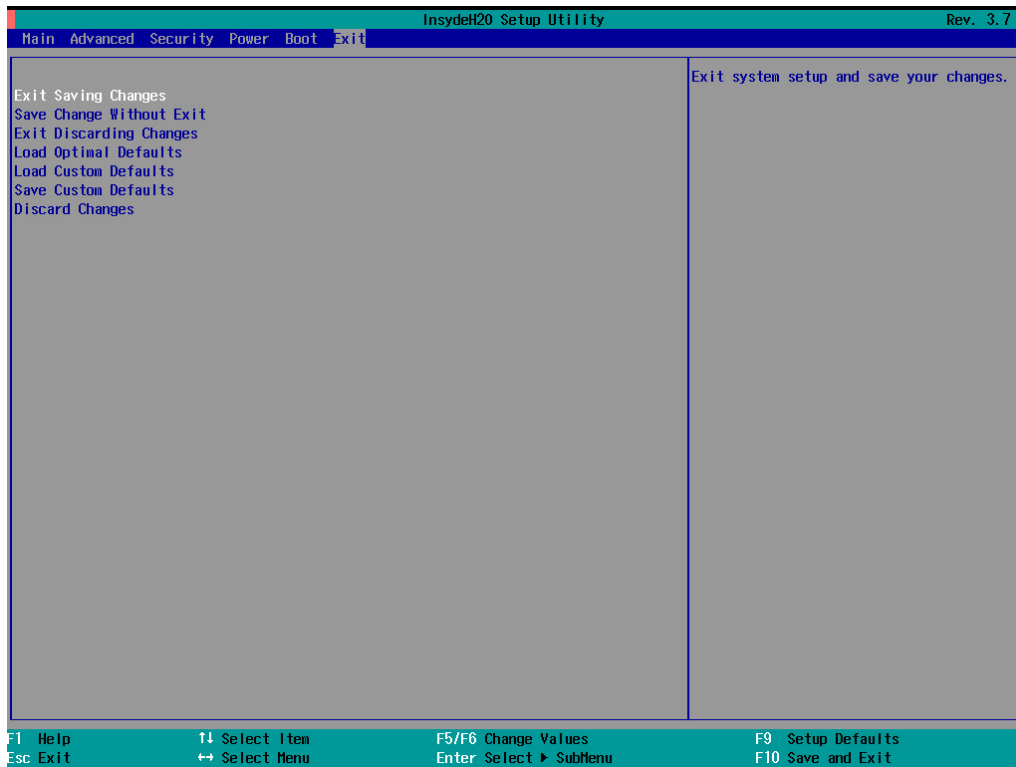 InsydeH20 Setup Utility Rev. 3.7
Main Advanced Security Power Boot Exit
Exit Saving Changes
Save Change Without Exit
Exit Discarding Changes
Load Optimal Defaults
Load Custom Defaults
Save Custom Defaults
Discard Changes
Exit system setup and save your changes.
F1 Help ↑↓ Select Item F5/F6 Change Values F9 Setup Defaults
Esc Exit ↔ Select Menu Enter Select ▶ SubMenu F10 Save and Exit